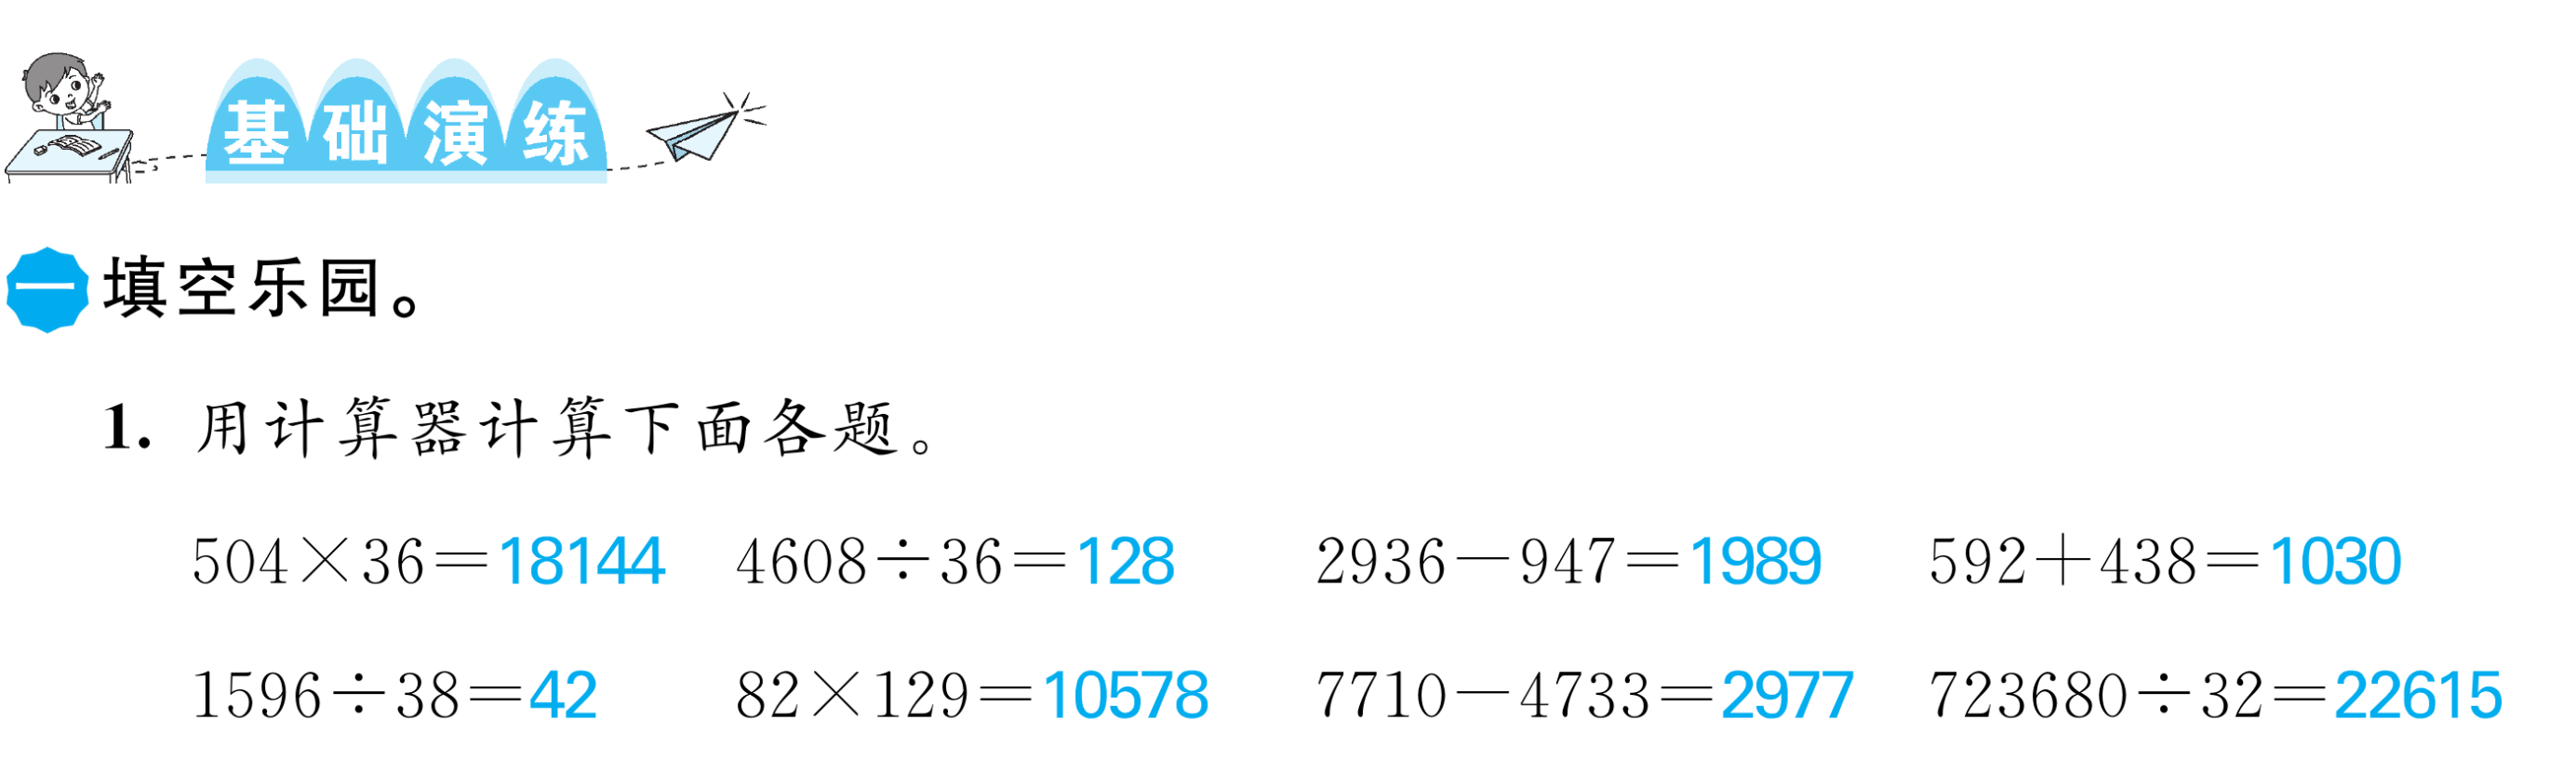 基础演练
一 填空乐园。
1. 用计算器计算下面各题。
504×36=18144 4608÷36=128 2936-947=1989 592+438=1030
1596÷38=42 82×129=10578 7710-4733=2977 723680÷32=22615